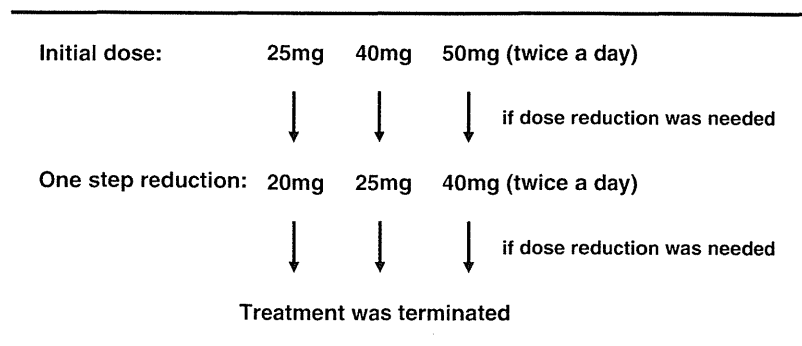 Initial dose: 25mg 40mg 50mg (twice a day)
if dose reduction was needed
One step reduction: 20mg 25mg 40mg (twice a day)
if dose reduction was needed
Treatment was terminated